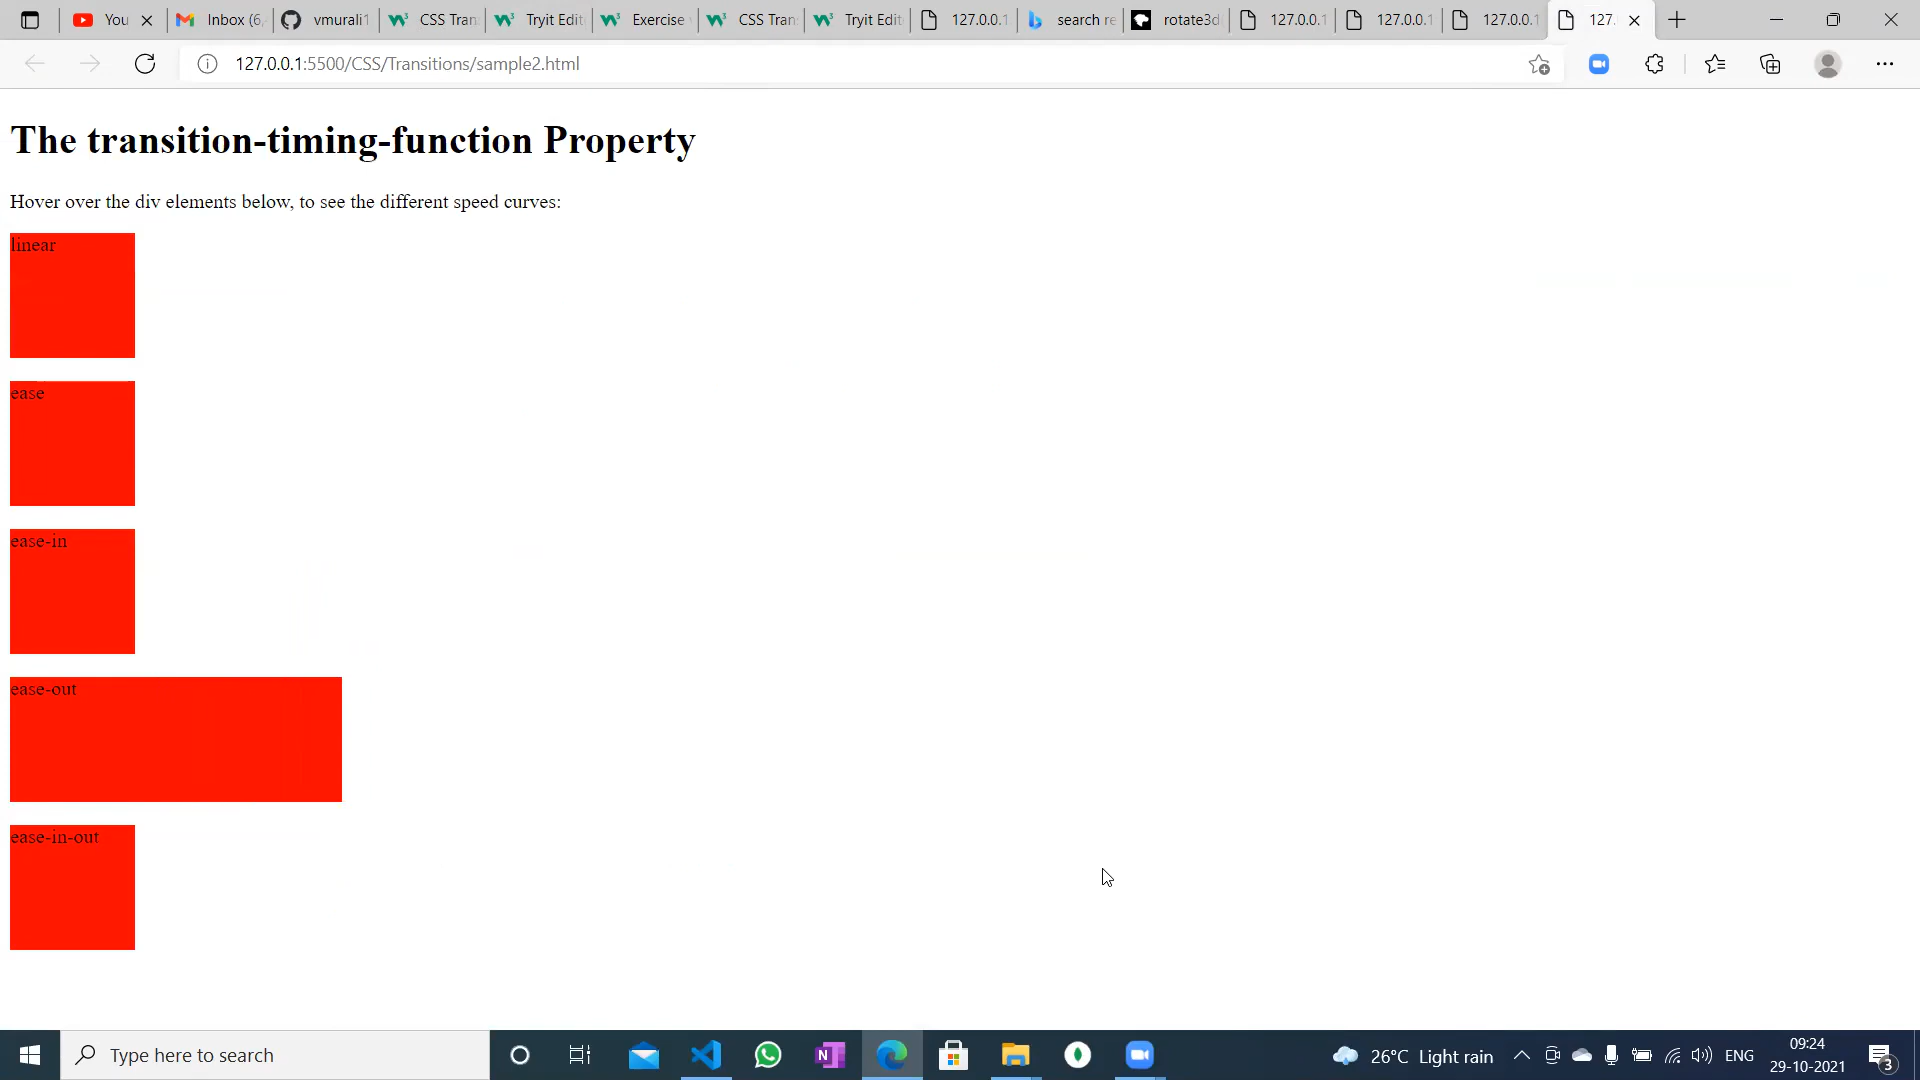 You
Inbox (6,
vmurali1
CSS Tran
Tryit Edit
Exercise
CSS Tran
Tryit Edit
127.0.0.1
search re
rotate3d
127.0.0.1
127.0.0.1
127.0.0.1
127.
127.0.0.1:5500/CSS/Transitions/sample2.html
The transition-timing-function Property
Hover over the div elements below, to see the different speed curves:
linear
ease
ease-in
ease-out
ease-in-out
Type here to search
26°C Light rain
ENG
09:24
29-10-2021
3